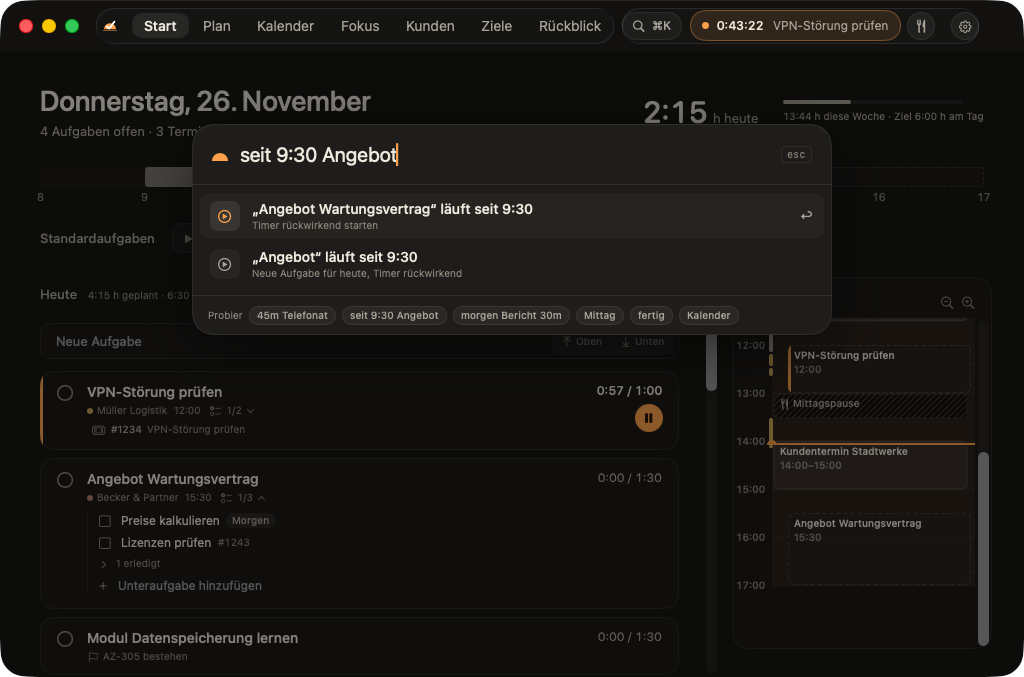 Start Plan Kalender Fokus Kunden Ziele Rückblick ⌘K 0:43:22 VPN-Störung prüfen
Donnerstag, 26. November
4 Aufgaben offen · 3 Termi
2:15 h heute
13:44 h diese Woche · Ziel 6:00 h am Tag
seit 9:30 Angebot
esc
8 9 16 17
„Angebot Wartungsvertrag“ läuft seit 9:30
Timer rückwirkend starten
„Angebot“ läuft seit 9:30
Neue Aufgabe für heute, Timer rückwirkend
Probier 45m Telefonat seit 9:30 Angebot morgen Bericht 30m Mittag fertig Kalender
Standardaufgaben
Heute 4:15 h geplant · 6:30
Neue Aufgabe
Oben Unten
VPN-Störung prüfen
0:57 / 1:00
Müller Logistik 12:00 1/2
#1234 VPN-Störung prüfen
Angebot Wartungsvertrag
0:00 / 1:30
Becker & Partner 15:30 1/3
Preise kalkulieren Morgen
Lizenzen prüfen #1243
1 erledigt
Unteraufgabe hinzufügen
Modul Datenspeicherung lernen
0:00 / 1:30
AZ-305 bestehen
12:00
VPN-Störung prüfen
12:00
13:00
Mittagspause
14:00
Kundentermin Stadtwerke
14:00–15:00
15:00
Angebot Wartungsvertrag
15:30
16:00
17:00